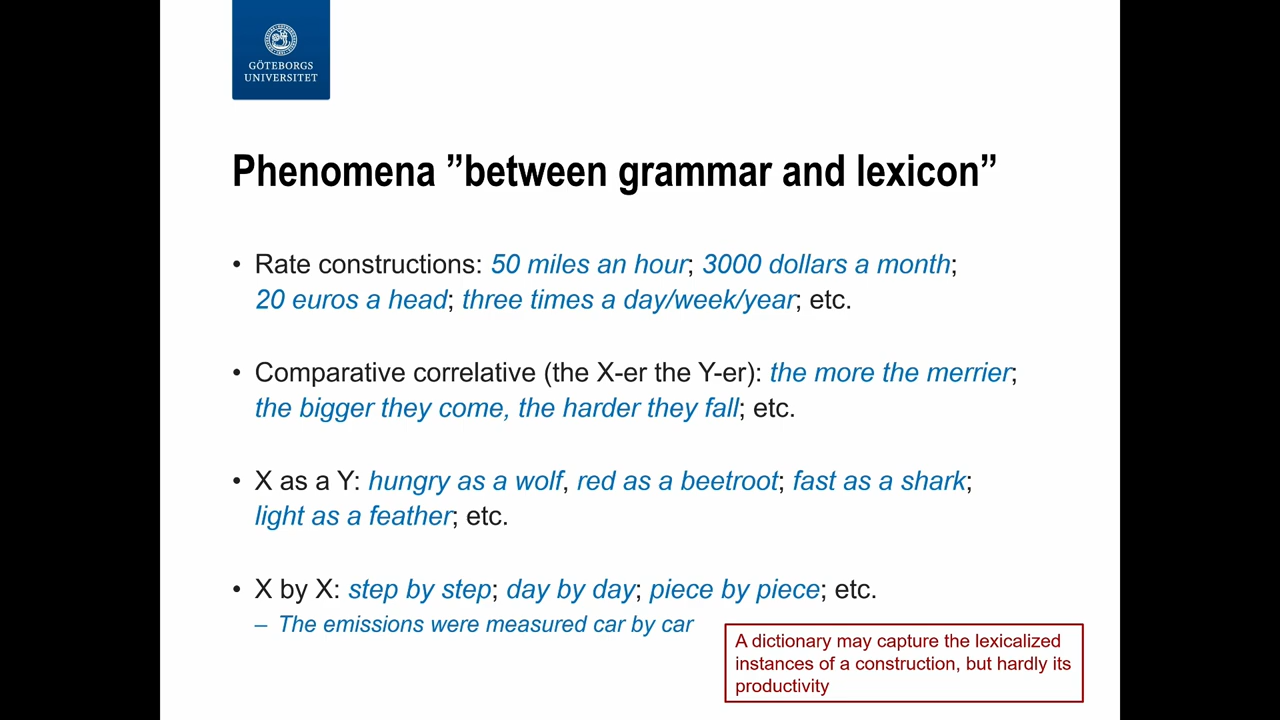 GÖTEBORGS
UNIVERSITET
Phenomena ”between grammar and lexicon”
• Rate constructions: 50 miles an hour; 3000 dollars a month;
20 euros a head; three times a day/week/year; etc.
• Comparative correlative (the X-er the Y-er): the more the merrier;
the bigger they come, the harder they fall; etc.
• X as a Y: hungry as a wolf, red as a beetroot; fast as a shark;
light as a feather; etc.
• X by X: step by step; day by day; piece by piece; etc.
– The emissions were measured car by car
A dictionary may capture the lexicalized
instances of a construction, but hardly its
productivity